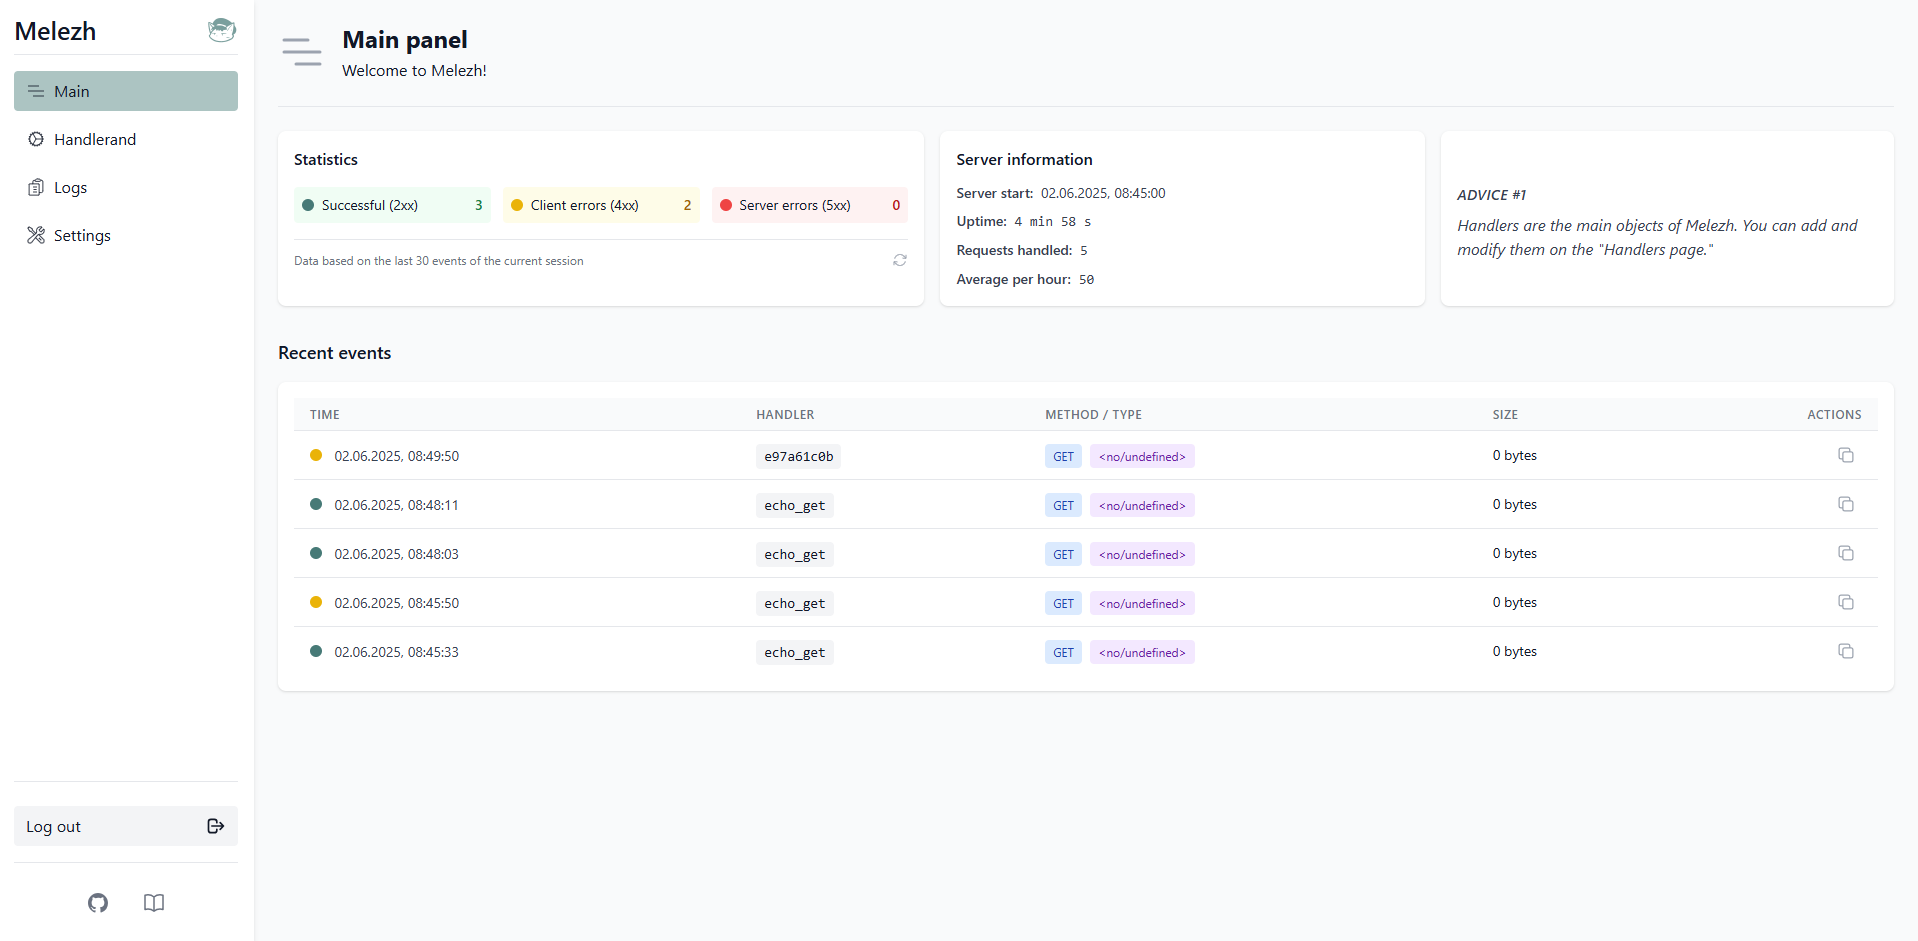 Melezh
Main
Handlerand
Logs
Settings
Log out
Main panel
Welcome to Melezh!
Statistics
Successful (2xx) 3
Client errors (4xx) 2
Server errors (5xx) 0
Data based on the last 30 events of the current session
Server information
Server start: 02.06.2025, 08:45:00
Uptime: 4 min 58 s
Requests handled: 5
Average per hour: 50
ADVICE #1
Handlers are the main objects of Melezh. You can add and
modify them on the "Handlers page."
Recent events
TIME HANDLER METHOD / TYPE SIZE ACTIONS
02.06.2025, 08:49:50 e97a61c0b GET <no/undefined> 0 bytes
02.06.2025, 08:48:11 echo_get GET <no/undefined> 0 bytes
02.06.2025, 08:48:03 echo_get GET <no/undefined> 0 bytes
02.06.2025, 08:45:50 echo_get GET <no/undefined> 0 bytes
02.06.2025, 08:45:33 echo_get GET <no/undefined> 0 bytes